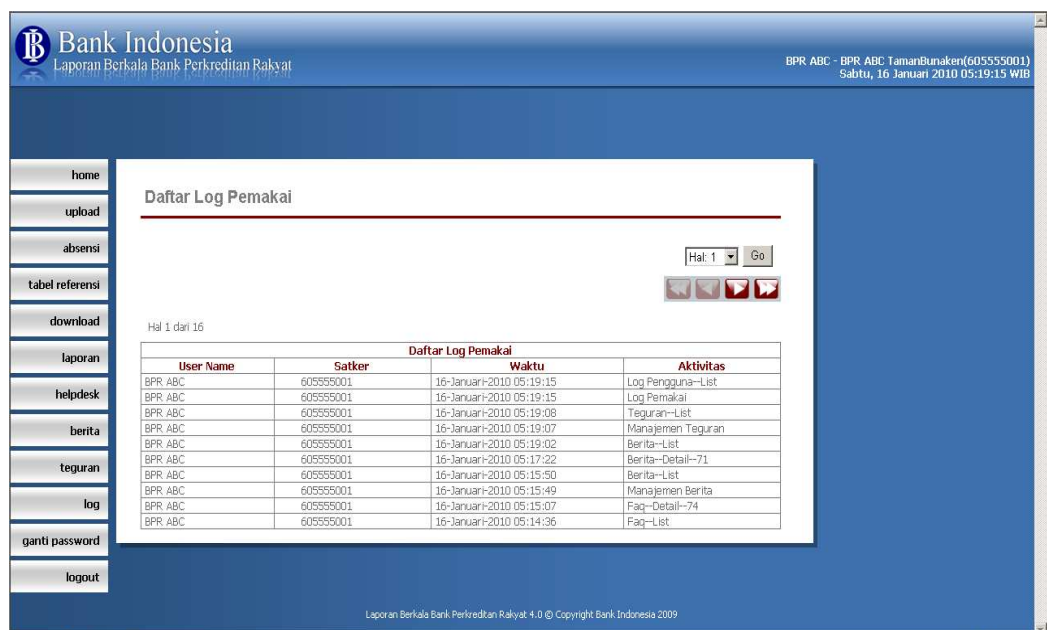 Bank Indonesia
Laporan Berkala Bank Perkreditan Rakyat
BPR ABC - BPR ABC TamanBunaken(605555001)
Sabtu, 16 Januari 2010 05:19:15 WIB
home
upload
absensi
tabel referensi
download
laporan
helpdesk
berita
teguran
log
ganti password
logout
Daftar Log Pemakai
Hal: 1 Go
Hal 1 dari 16
Daftar Log Pemakai
User Name Satker Waktu Aktivitas
BPR ABC 605555001 16-Januari-2010 05:19:15 Log Pengguna--List
BPR ABC 605555001 16-Januari-2010 05:19:15 Log Pemakai
BPR ABC 605555001 16-Januari-2010 05:19:08 Teguran--List
BPR ABC 605555001 16-Januari-2010 05:19:07 Manajemen Teguran
BPR ABC 605555001 16-Januari-2010 05:19:02 Berita--List
BPR ABC 605555001 16-Januari-2010 05:17:22 Berita--Detail--71
BPR ABC 605555001 16-Januari-2010 05:15:50 Berita--List
BPR ABC 605555001 16-Januari-2010 05:15:49 Manajemen Berita
BPR ABC 605555001 16-Januari-2010 05:15:07 Faq--Detail--74
BPR ABC 605555001 16-Januari-2010 05:14:36 Faq--List
Laporan Berkala Bank Perkreditan Rakyat 4.0 © Copyright Bank Indonesia 2009